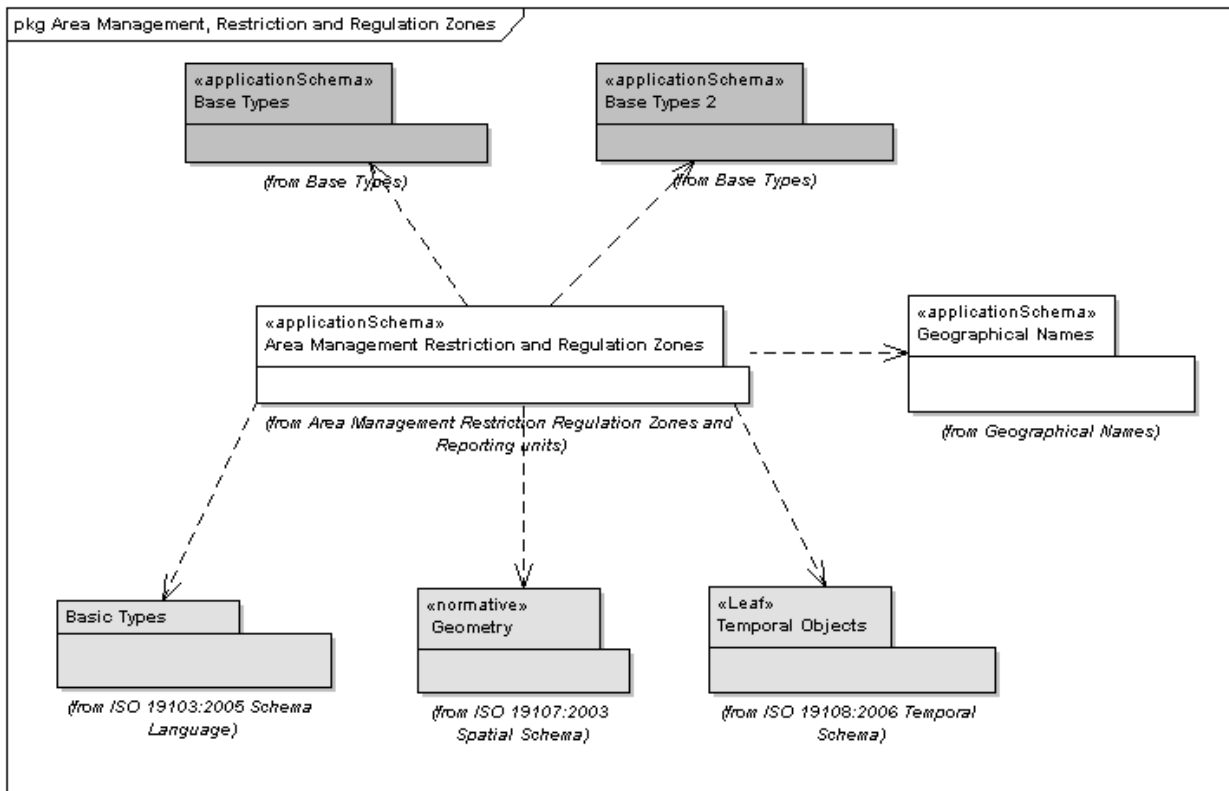 pkg Area Management, Restriction and Regulation Zones
«applicationSchema»
Base Types
(from Base Types)
«applicationSchema»
Base Types 2
(from Base Types)
«applicationSchema»
Area Management Restriction and Regulation Zones
(from Area Management Restriction Regulation Zones and
Reporting units)
«applicationSchema»
Geographical Names
(from Geographical Names)
Basic Types
(from ISO 19103:2005 Schema
Language)
«normative»
Geometry
(from ISO 19107:2003
Spatial Schema)
«Leaf»
Temporal Objects
(from ISO 19108:2006 Temporal
Schema)